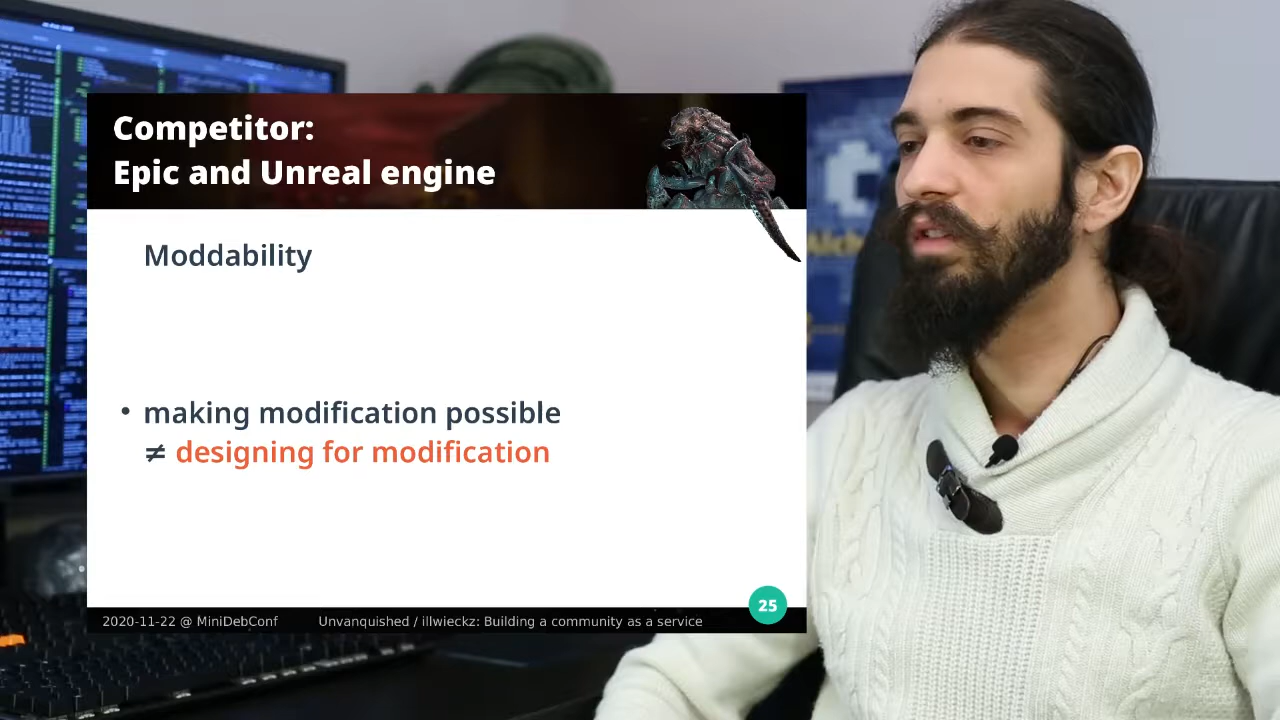 Competitor:
Epic and Unreal engine
Moddability
• making modification possible
≠ designing for modification
25
2020-11-22 @ MiniDebConf
Unvanquished / illwieckz: Building a community as a service